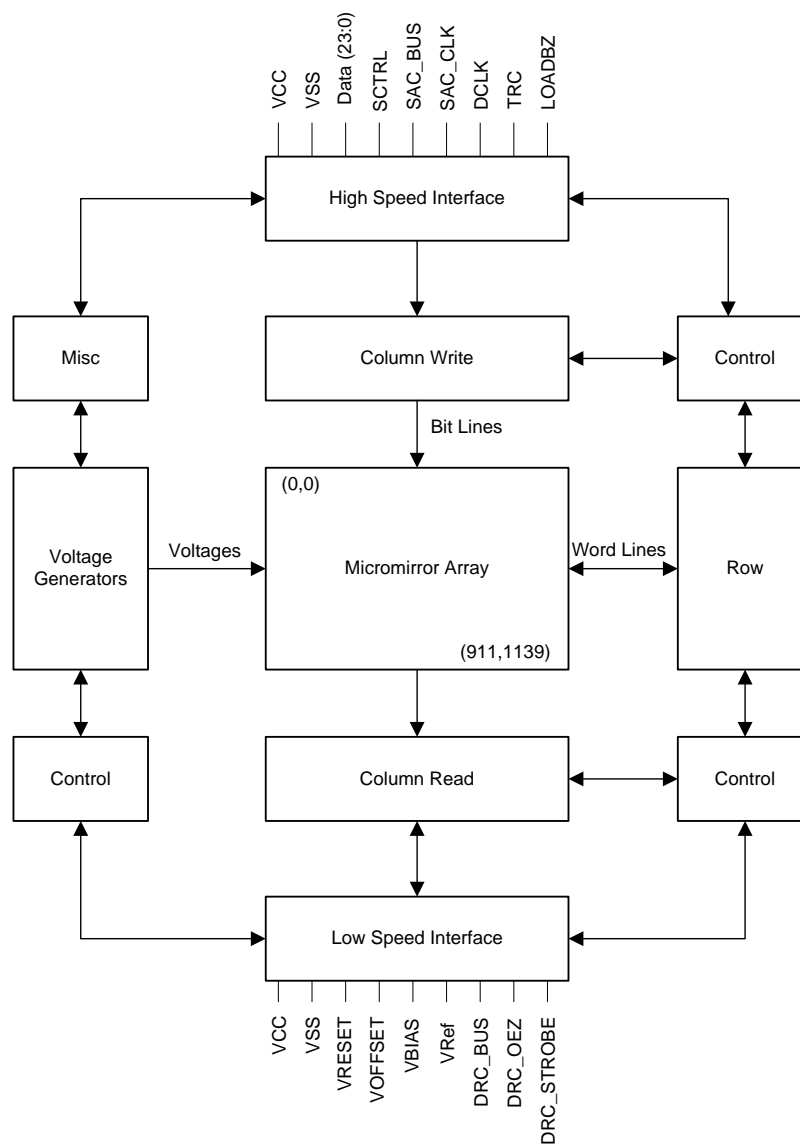 VCC
VSS
Data (23:0)
SCTRL
SAC_BUS
SAC_CLK
DCLK
TRC
LOADBZ
High Speed Interface
Misc
Column Write
Control
Bit Lines
(0,0)
Voltage
Generators
Voltages
Micromirror Array
Word Lines
Row
(911,1139)
Control
Column Read
Control
Low Speed Interface
VCC
VSS
VRESET
VOFFSET
VBIAS
VRef
DRC_BUS
DRC_OEZ
DRC_STROBE